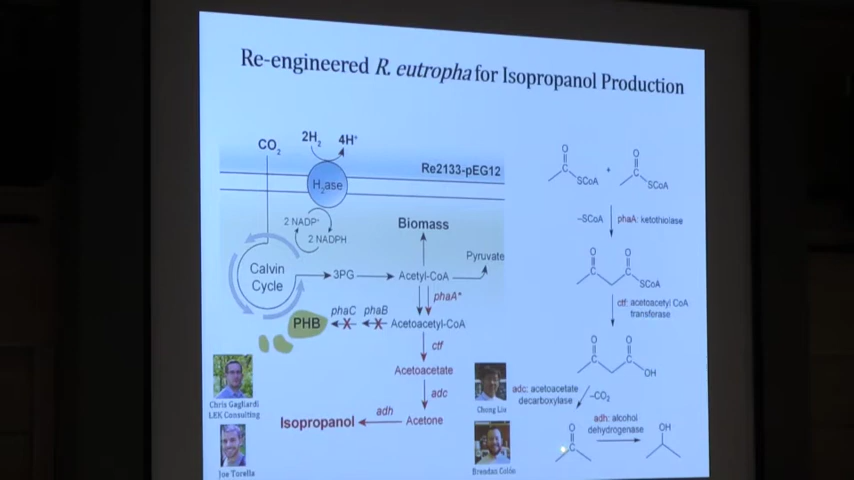 Re-engineered R. eutropha for Isopropanol Production
CO2
2H2
4H+
Re2133-pEG12
H2ase
2 NADP+
2 NADPH
Biomass
Pyruvate
Calvin
Cycle
3PG
Acetyl-CoA
phaA*
phaC
phaB
PHB
Acetoacetyl-CoA
ctf
Acetoacetate
adc
Isopropanol
adh
Acetone
Chris Gagliardi
LEK Consulting
Joe Torella
Chong Liu
Brendan Colón
O
SCoA
+
O
SCoA
–SCoA
phaA: ketothiolase
O
O
SCoA
ctf: acetoacetyl CoA
transferase
O
O
OH
adc: acetoacetate
decarboxylase
–CO2
adh: alcohol
dehydrogenase
O
OH